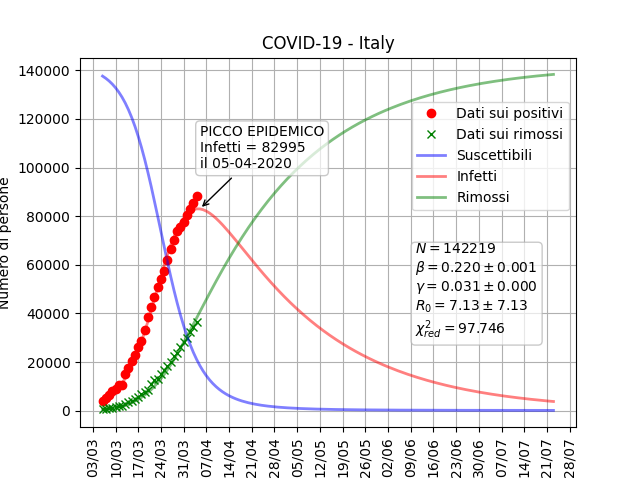 COVID-19 - Italy
Numero di persone
140000
120000
100000
80000
60000
40000
20000
0
PICCO EPIDEMICO
Infetti = 82995
il 05-04-2020
Dati sui positivi
Dati sui rimossi
Suscettibili
Infetti
Rimossi
N = 142219
β = 0.220 ± 0.001
γ = 0.031 ± 0.000
R₀ = 7.13 ± 7.13
χ²red = 97.746
03/03
10/03
17/03
24/03
31/03
07/04
14/04
21/04
28/04
05/05
12/05
19/05
26/05
02/06
09/06
16/06
23/06
30/06
07/07
14/07
21/07
28/07